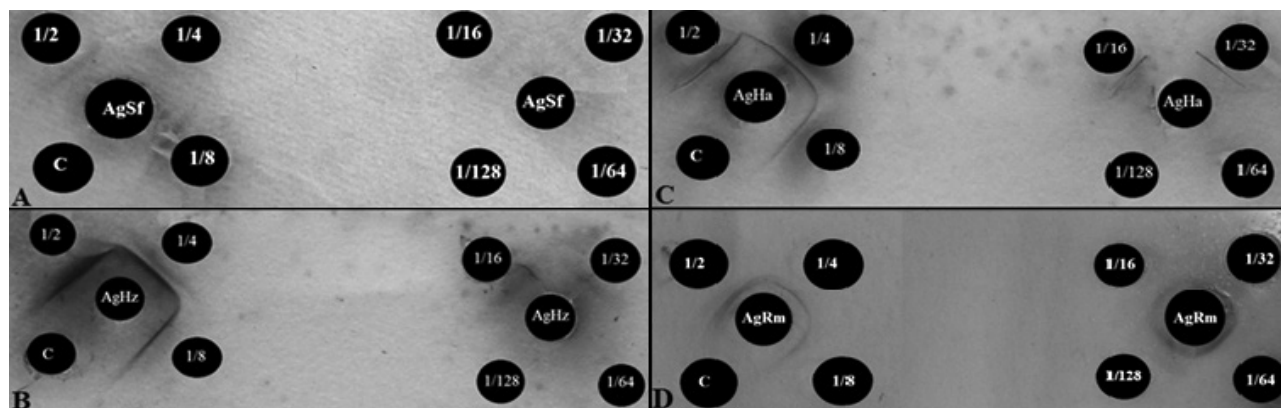 1/2 1/4 1/16 1/32
AgSf AgSf
C 1/8 1/128 1/64
A
1/2 1/4 1/16 1/32
AgHa AgHa
C 1/8 1/128 1/64
C
1/2 1/4 1/16 1/32
AgHz AgHz
C 1/8 1/128 1/64
B
1/2 1/4 1/16 1/32
AgRm AgRm
C 1/8 1/128 1/64
D